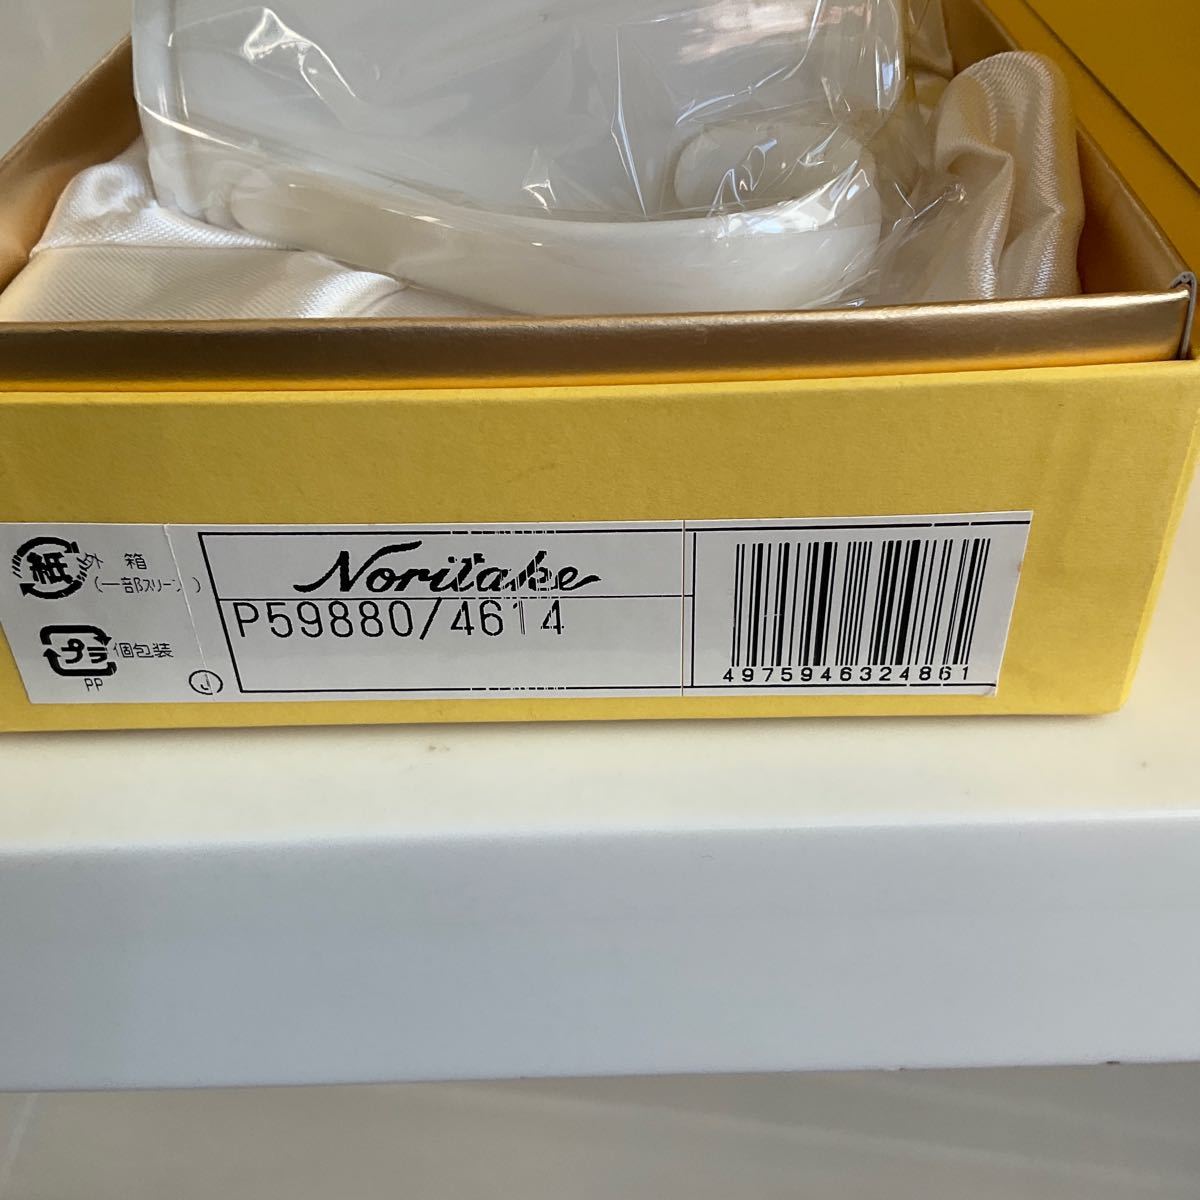 紙
外 箱
(一部スリーブ)
プラ
個包装
PP
J
Noritake
P59880/4614
4975946324861